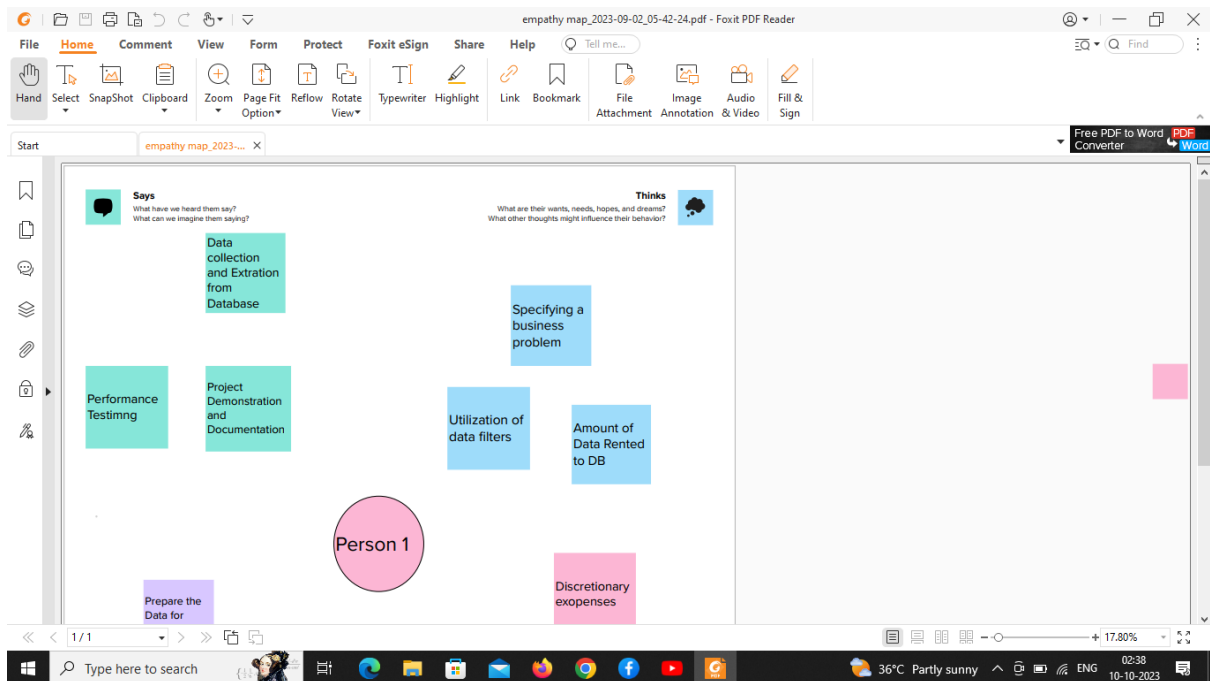 empathy map_2023-09-02_05-42-24.pdf - Foxit PDF Reader
File Home Comment View Form Protect Foxit eSign Share Help Tell me... Find
Hand Select SnapShot Clipboard Zoom Page Fit Option Reflow Rotate View Typewriter Highlight Link Bookmark File Attachment Image Annotation Audio & Video Fill & Sign
Start empathy map_2023-...
Free PDF to Word PDF
Converter Word
Says
What have we heard them say?
What can we imagine them saying?
Thinks
What are their wants, needs, hopes, and dreams?
What other thoughts might influence their behavior?
Data
collection
and Extration
from
Database
Specifying a
business
problem
Performance
Testimng
Project
Demonstration
and
Documentation
Utilization of
data filters
Amount of
Data Rented
to DB
Person 1
Discretionary
exopenses
Prepare the
Data for
1/1
17.80%
Type here to search
36°C Partly sunny
ENG
02:38
10-10-2023